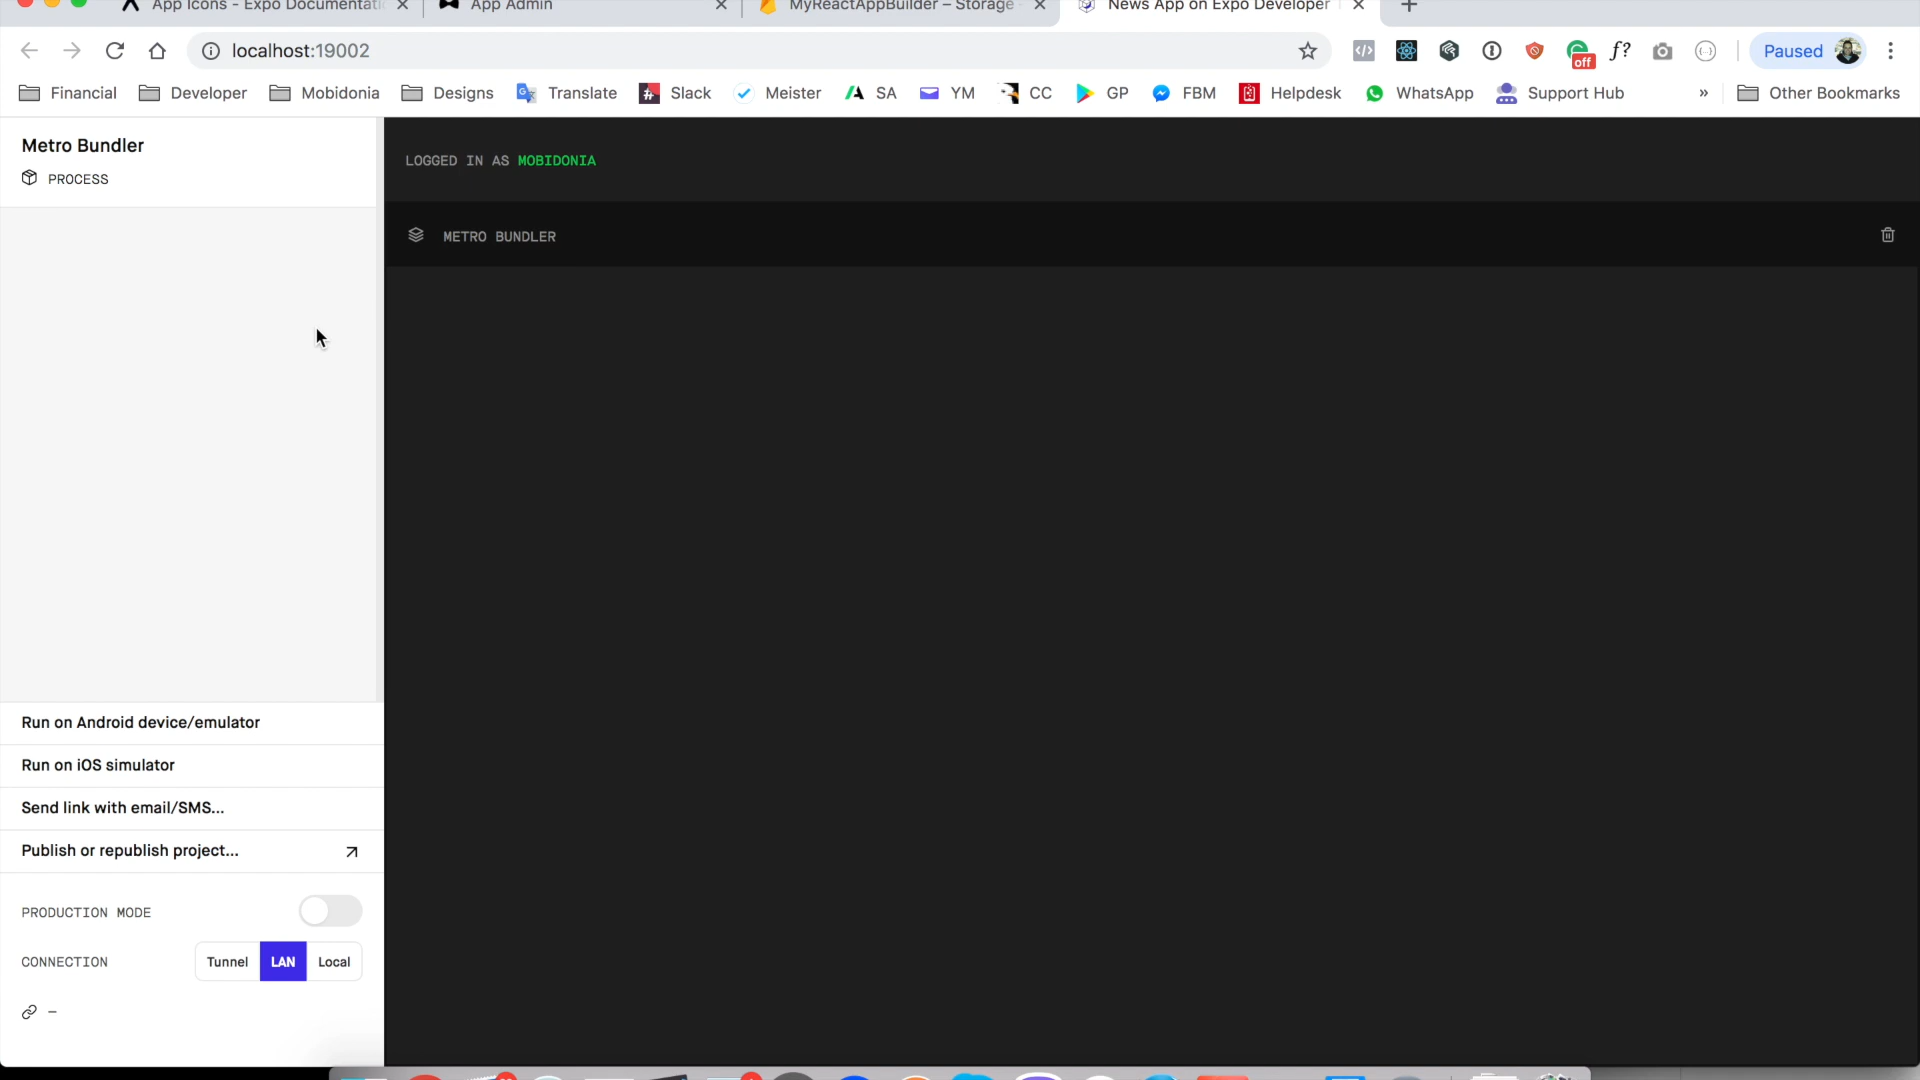 App Icons - Expo Documentati
App Admin
MyReactAppBuilder – Storage -
News App on Expo Developer
localhost:19002
off
f?
Paused
Financial
Developer
Mobidonia
Designs
Translate
Slack
Meister
SA
YM
CC
GP
FBM
Helpdesk
WhatsApp
Support Hub
»
Other Bookmarks
Metro Bundler
PROCESS
LOGGED IN AS MOBIDONIA
METRO BUNDLER
Run on Android device/emulator
Run on iOS simulator
Send link with email/SMS...
Publish or republish project...
PRODUCTION MODE
CONNECTION
Tunnel
LAN
Local
–